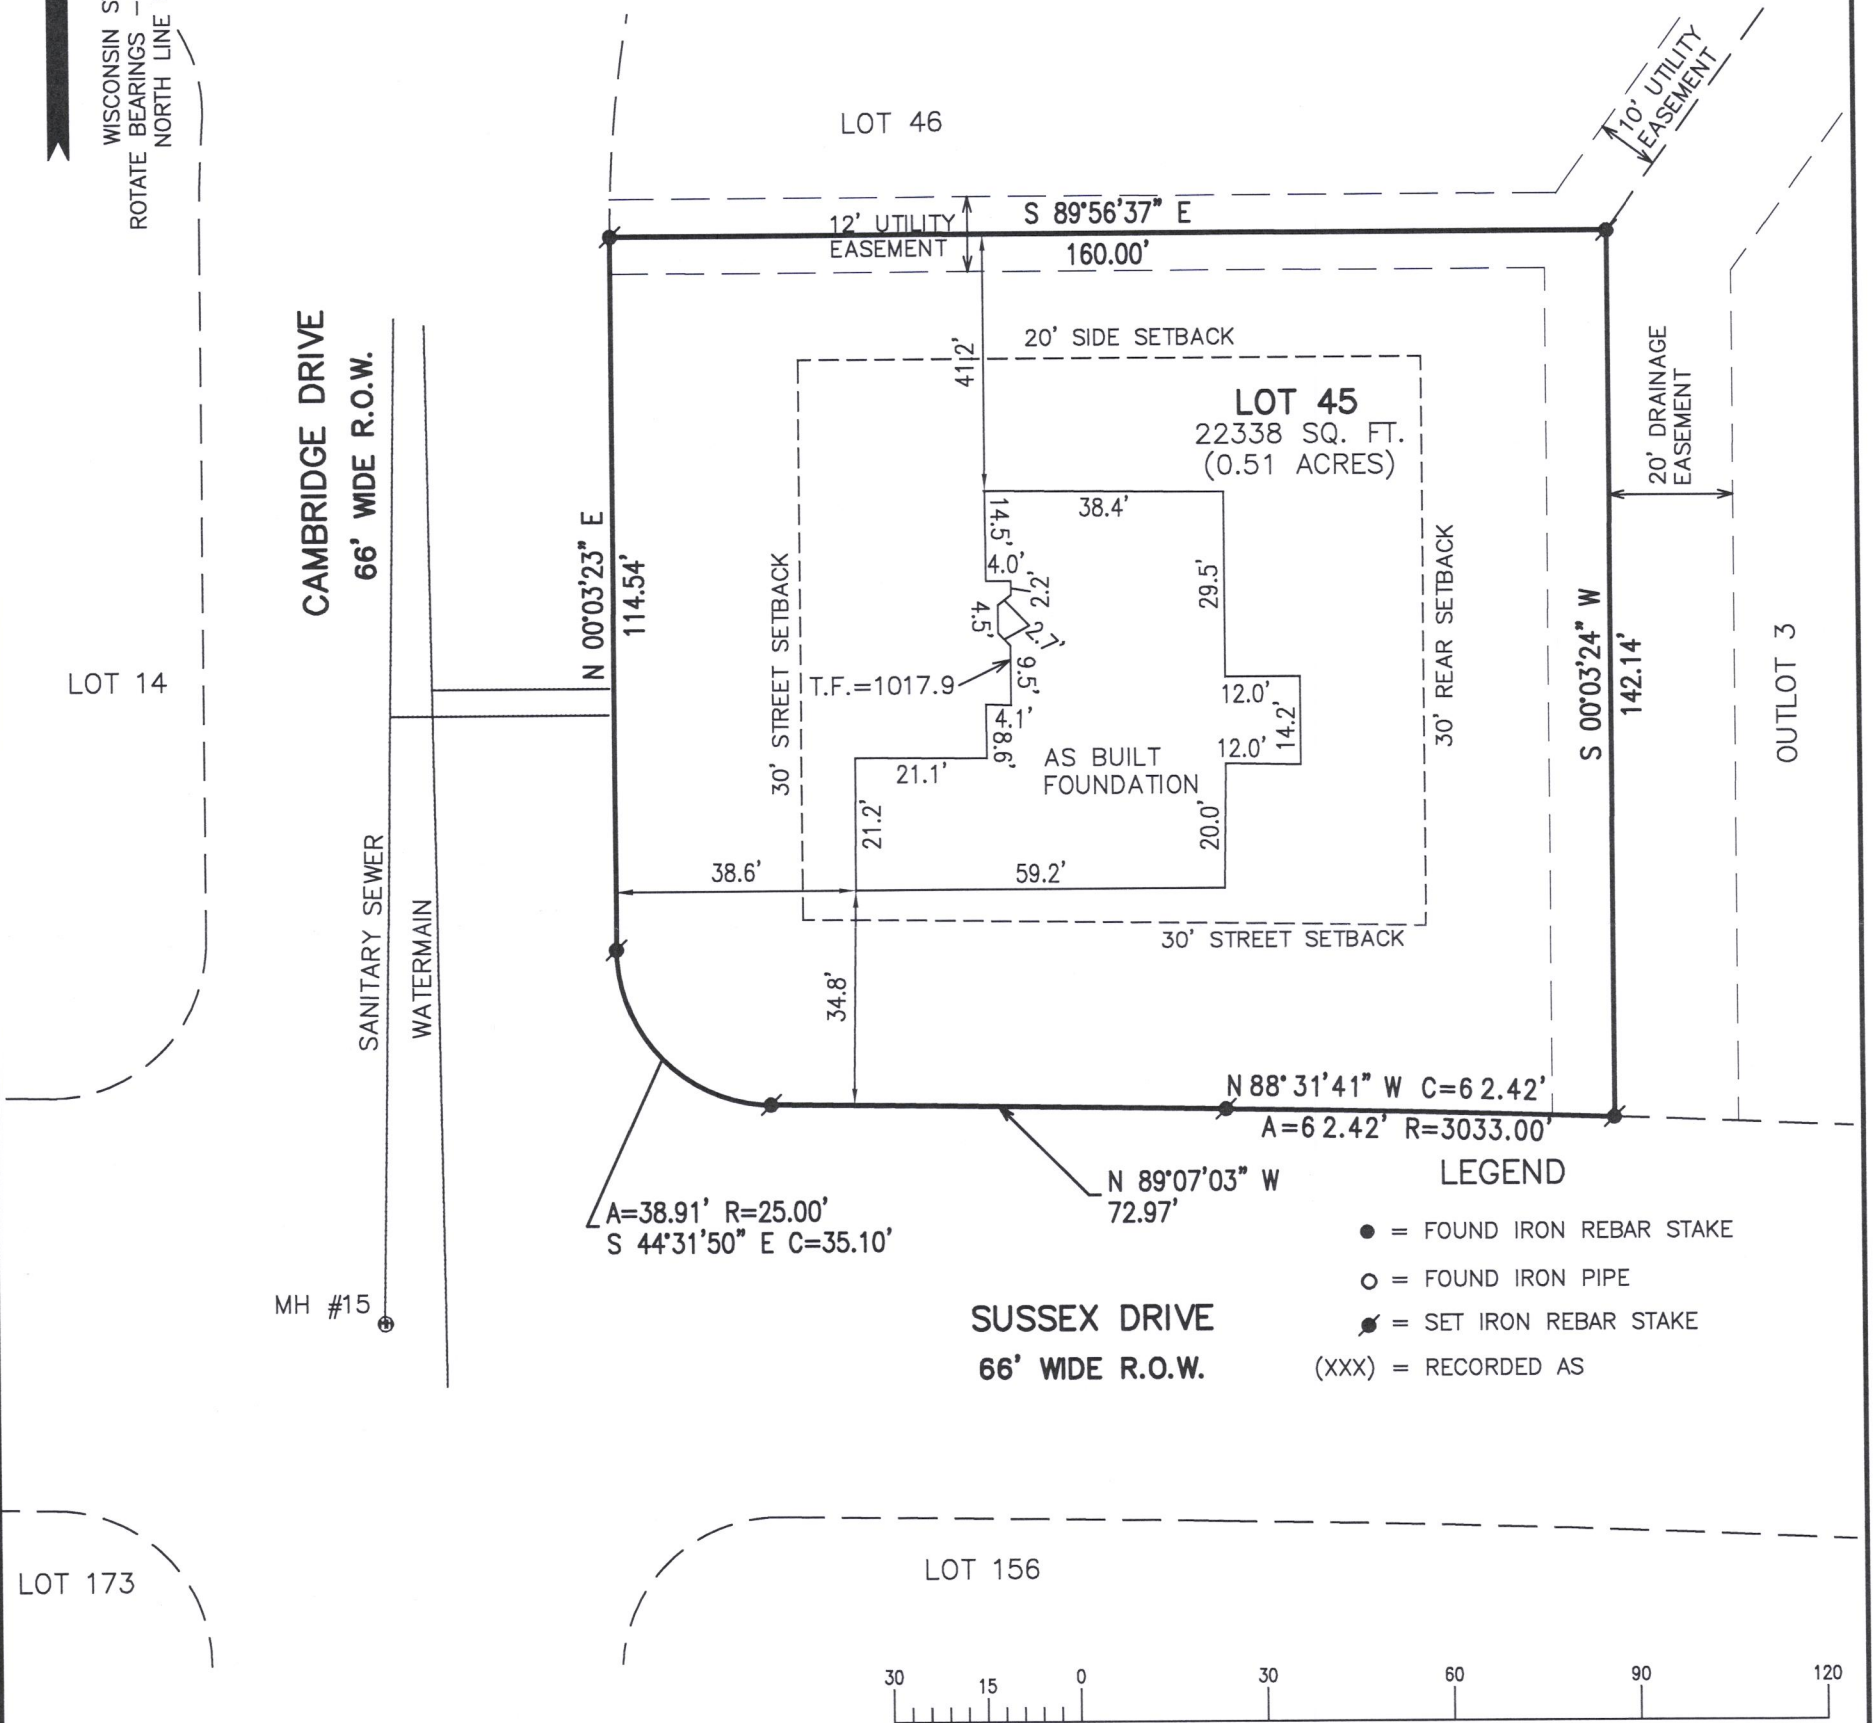 WISCONSIN S
ROTATE BEARINGS –
NORTH LINE
LOT 46
10' UTILITY
EASEMENT
S 89°56'37" E
12' UTILITY
EASEMENT
160.00'
CAMBRIDGE DRIVE
66' WIDE R.O.W.
20' SIDE SETBACK
41.2'
LOT 45
22338 SQ. FT.
(0.51 ACRES)
20' DRAINAGE
EASEMENT
38.4'
14.5'
4.0'
2.2'
4.5'
2.7'
29.5'
N 00°03'23" E
114.54'
30' STREET SETBACK
30' REAR SETBACK
S 00°03'24" W
142.14'
OUTLOT 3
LOT 14
T.F.=1017.9
9.5'
4.1'
8.6'
12.0'
14.2'
12.0'
AS BUILT
FOUNDATION
21.1'
21.2'
20.0'
38.6'
59.2'
SANITARY SEWER
WATERMAIN
30' STREET SETBACK
34.8'
N 88°31'41" W C=62.42'
A=62.42' R=3033.00'
N 89°07'03" W
72.97'
A=38.91' R=25.00'
S 44°31'50" E C=35.10'
LEGEND
= FOUND IRON REBAR STAKE
= FOUND IRON PIPE
= SET IRON REBAR STAKE
(XXX) = RECORDED AS
MH #15
SUSSEX DRIVE
66' WIDE R.O.W.
LOT 173
LOT 156
30 15 0 30 60 90 120